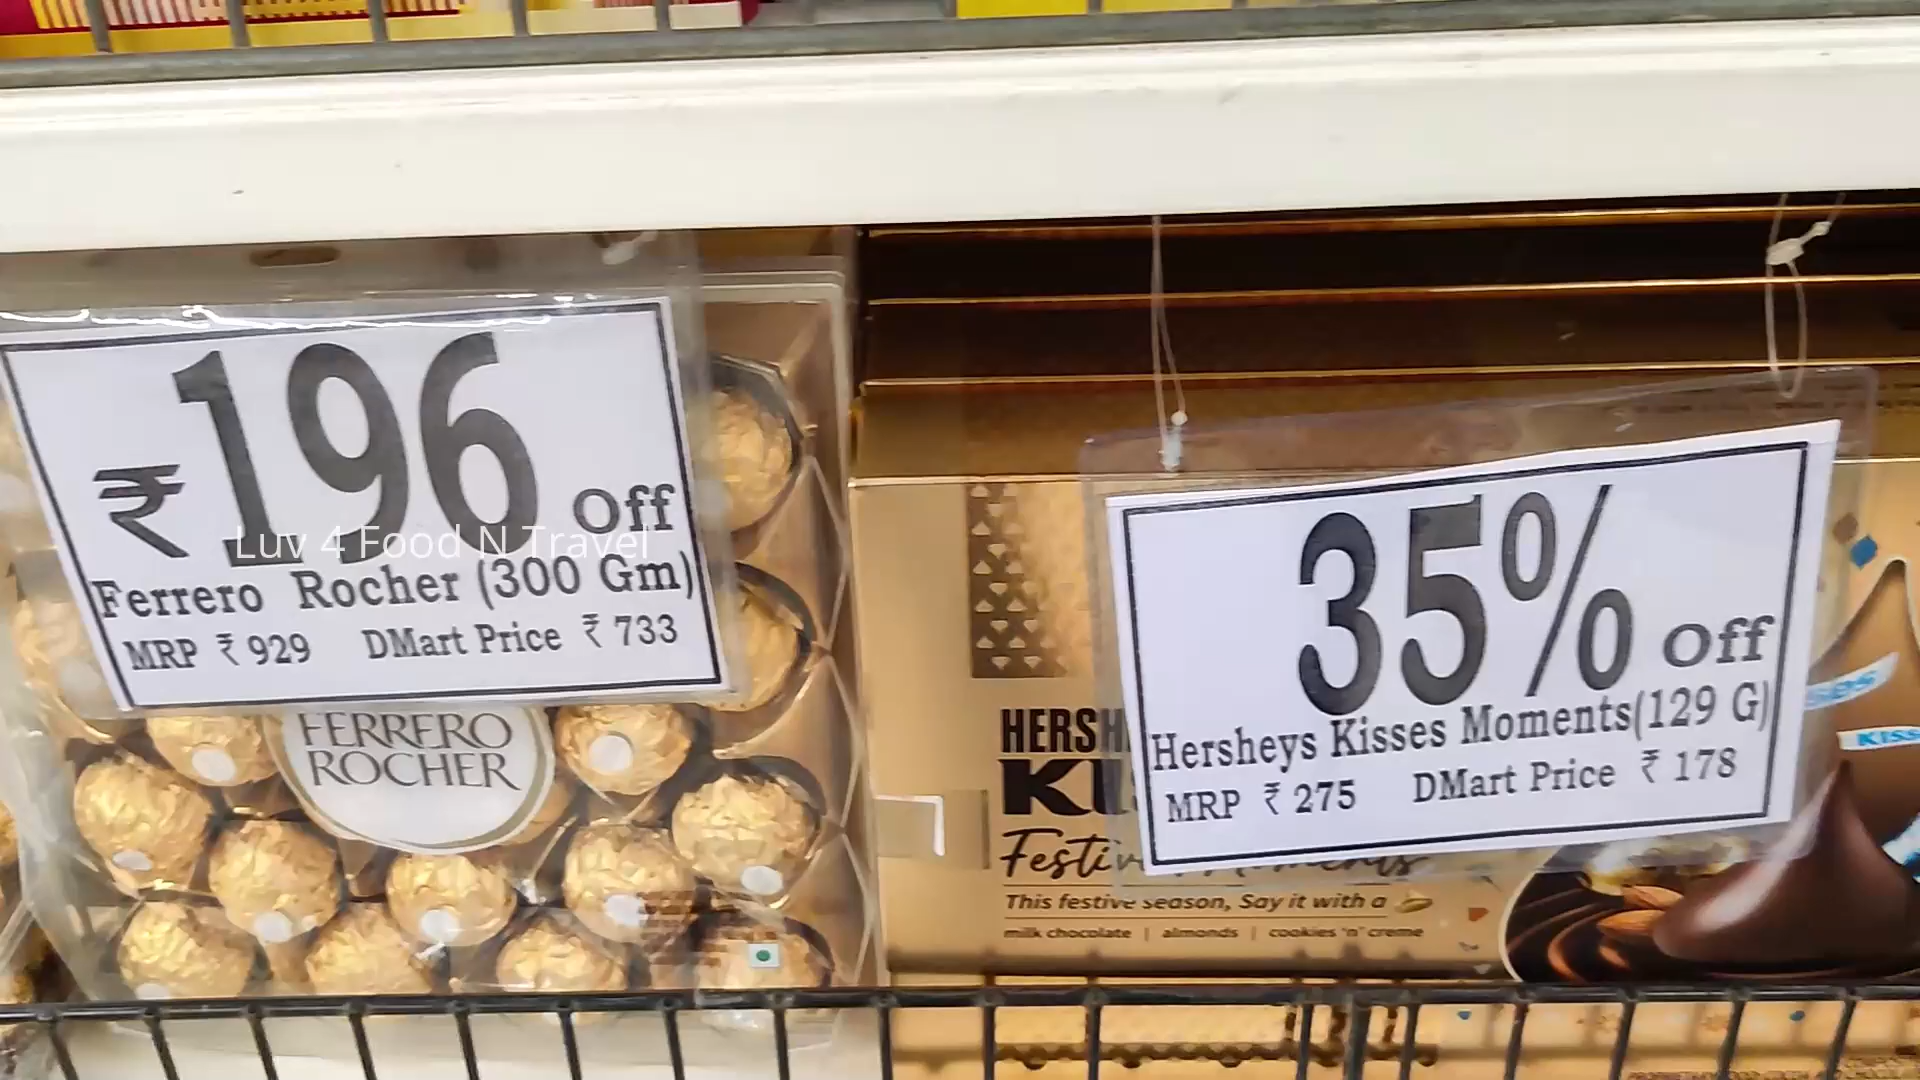 ₹196 Off
Luv 4 Food N Travel
Ferrero Rocher (300 Gm)
MRP ₹ 929 DMart Price ₹ 733
FERRERO
ROCHER
35% Off
Hersheys Kisses Moments(129 G)
MRP ₹ 275 DMart Price ₹ 178
This festive season, Say it with a
milk chocolate | almonds | cookies 'n' creme